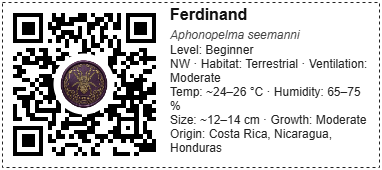 Ferdinand
Aphonopelma seemanni
Level: Beginner
NW · Habitat: Terrestrial · Ventilation:
Moderate
Temp: ~24–26 °C · Humidity: 65–75
%
Size: ~12–14 cm · Growth: Moderate
Origin: Costa Rica, Nicaragua,
Honduras